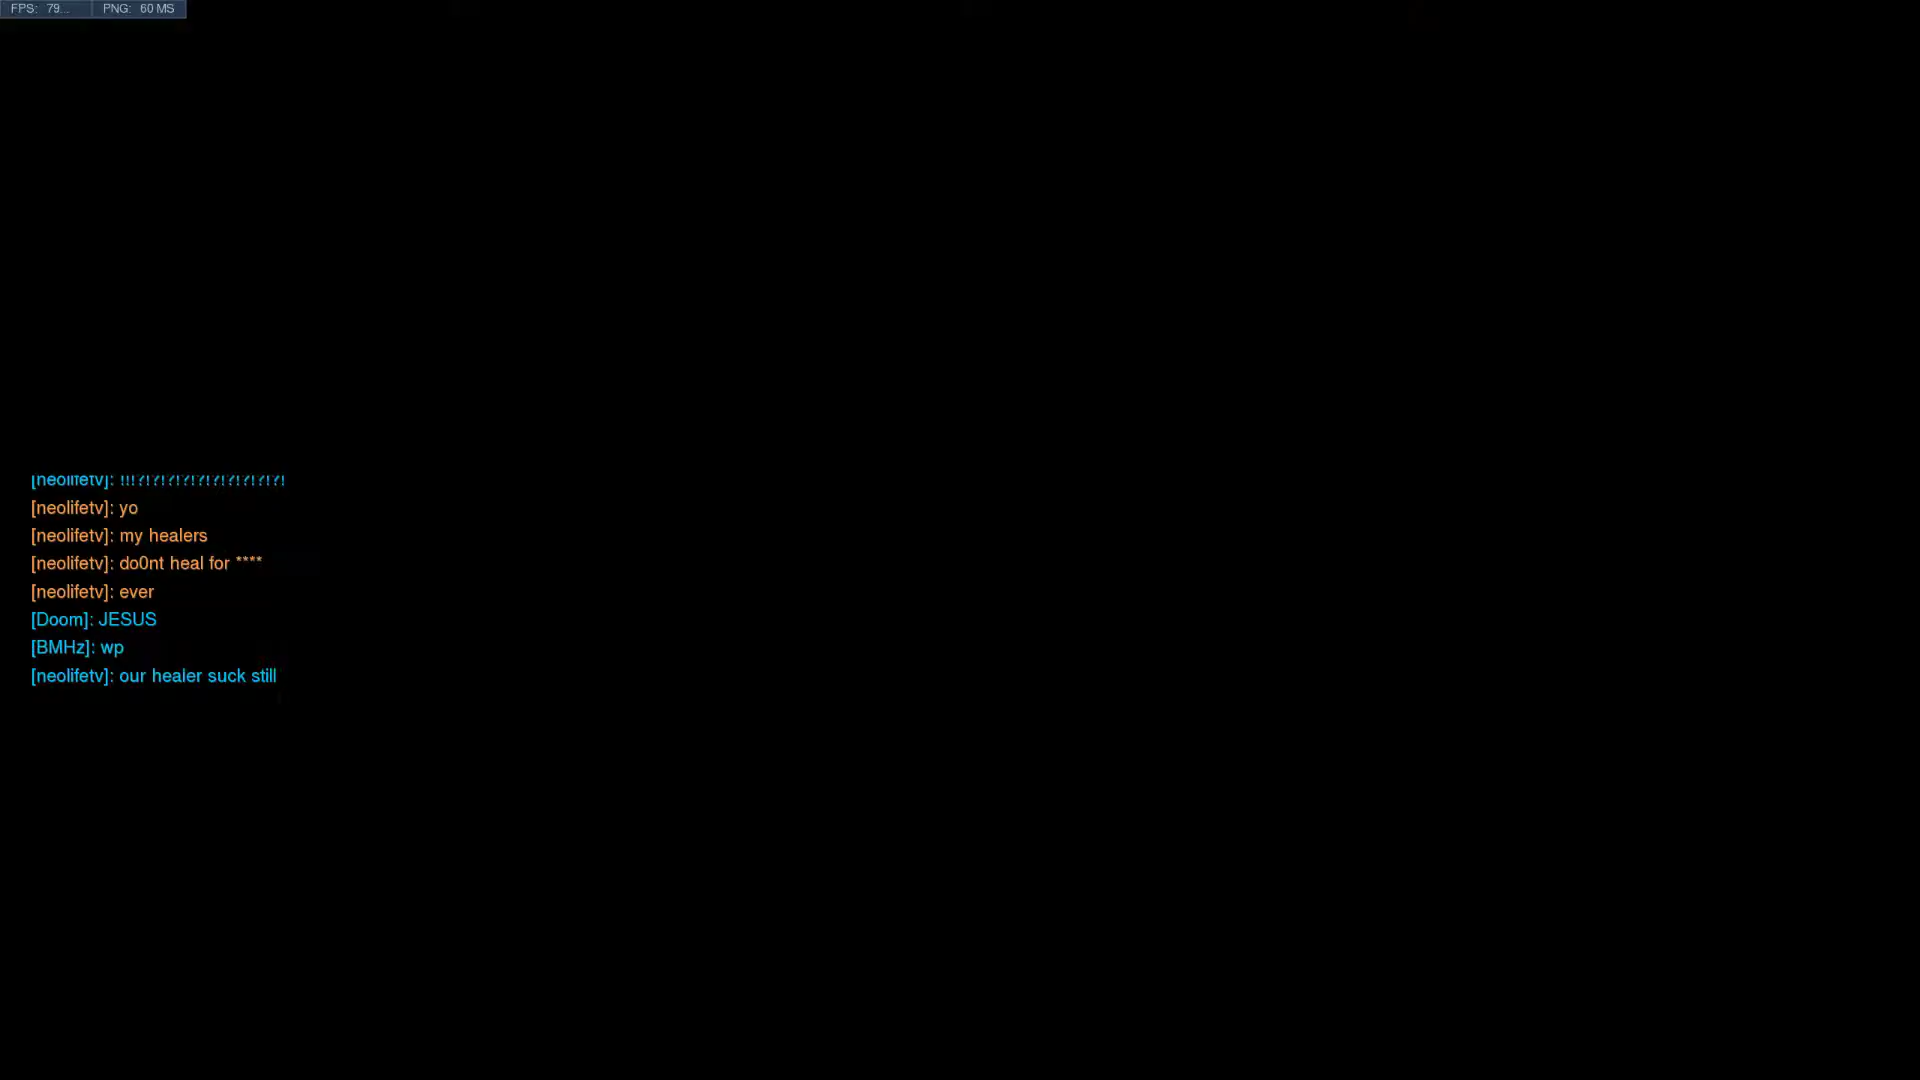 FPS: 79... PNG: 60 MS
[neolifetv]: !!!?!?!?!?!?!?!?!?!?!?!
[neolifetv]: yo
[neolifetv]: my healers
[neolifetv]: do0nt heal for ****
[neolifetv]: ever
[Doom]: JESUS
[BMHz]: wp
[neolifetv]: our healer suck still